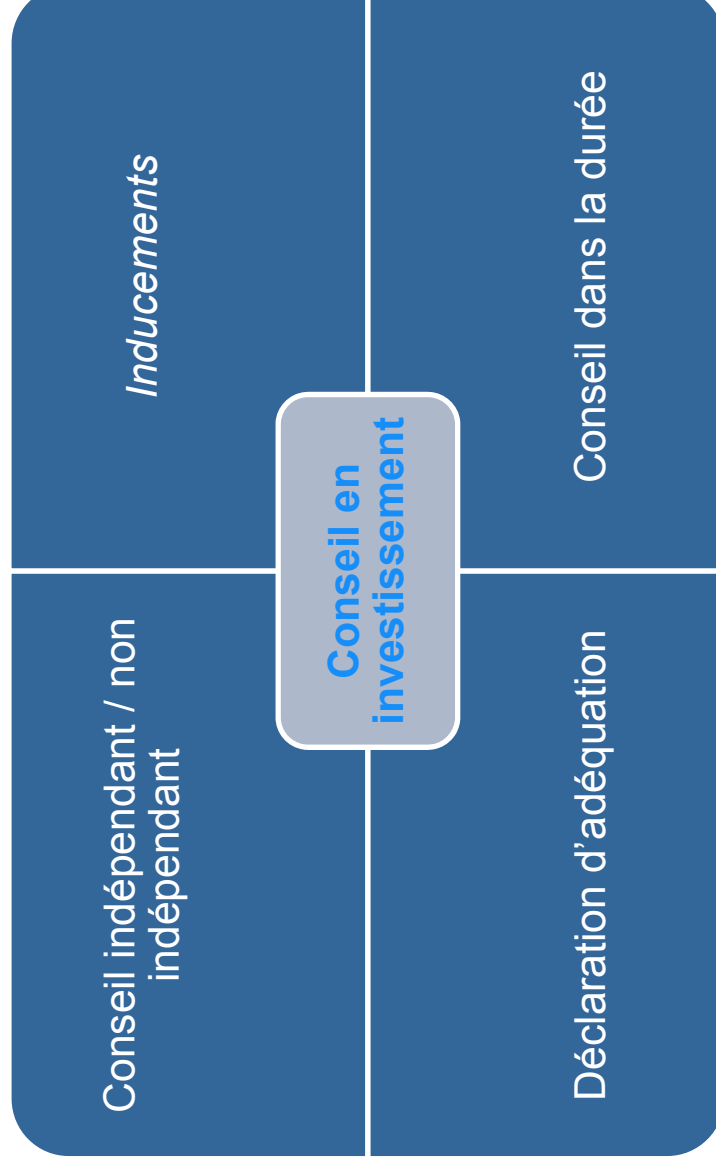 Conseil indépendant / non
indépendant
Inducements
Conseil en
investissement
Déclaration d’adéquation
Conseil dans la durée